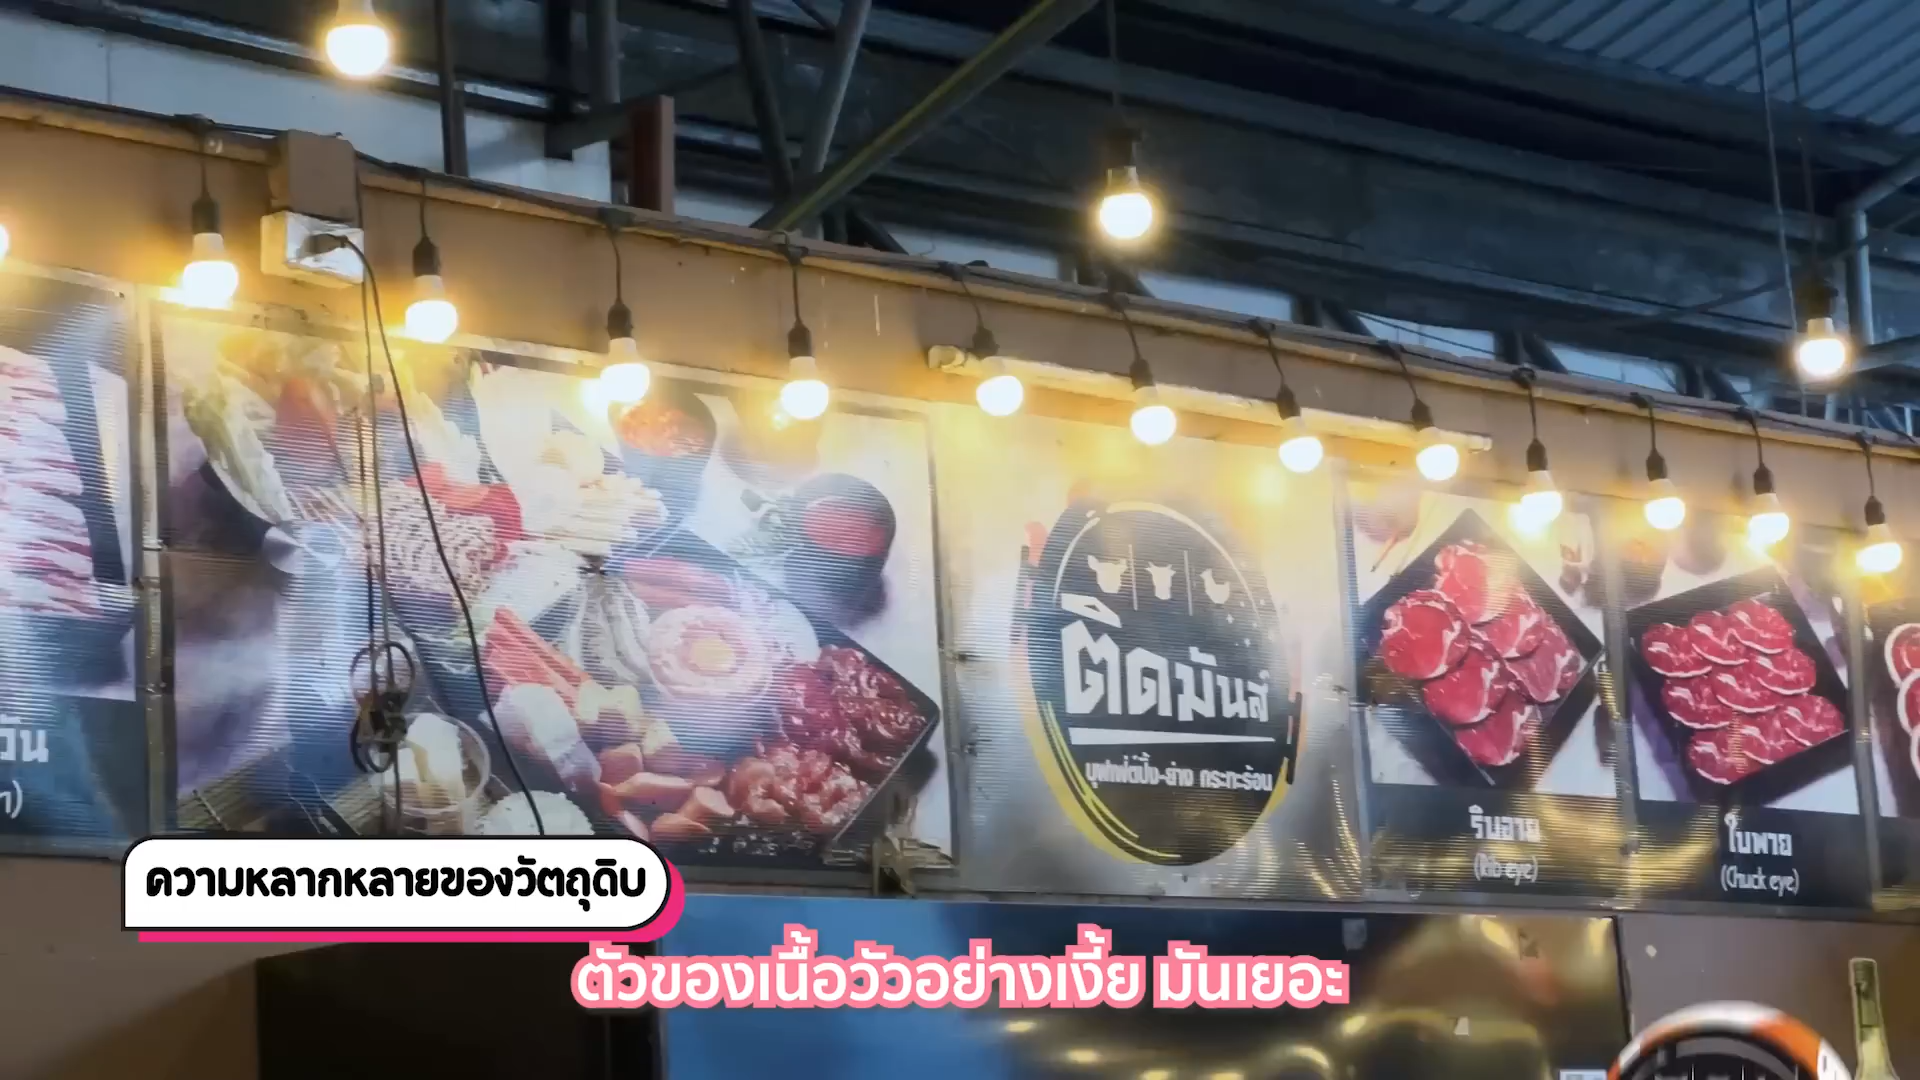 ติดมันส์
บุฟเฟ่ต์ปิ้ง-ย่าง กระทะร้อน
ริบอาย
(Rib eye)
ใบพาย
(Chuck eye)
ความหลากหลายของวัตถุดิบ
ตัวของเนื้อวัวอย่างเงี้ย มันเยอะ